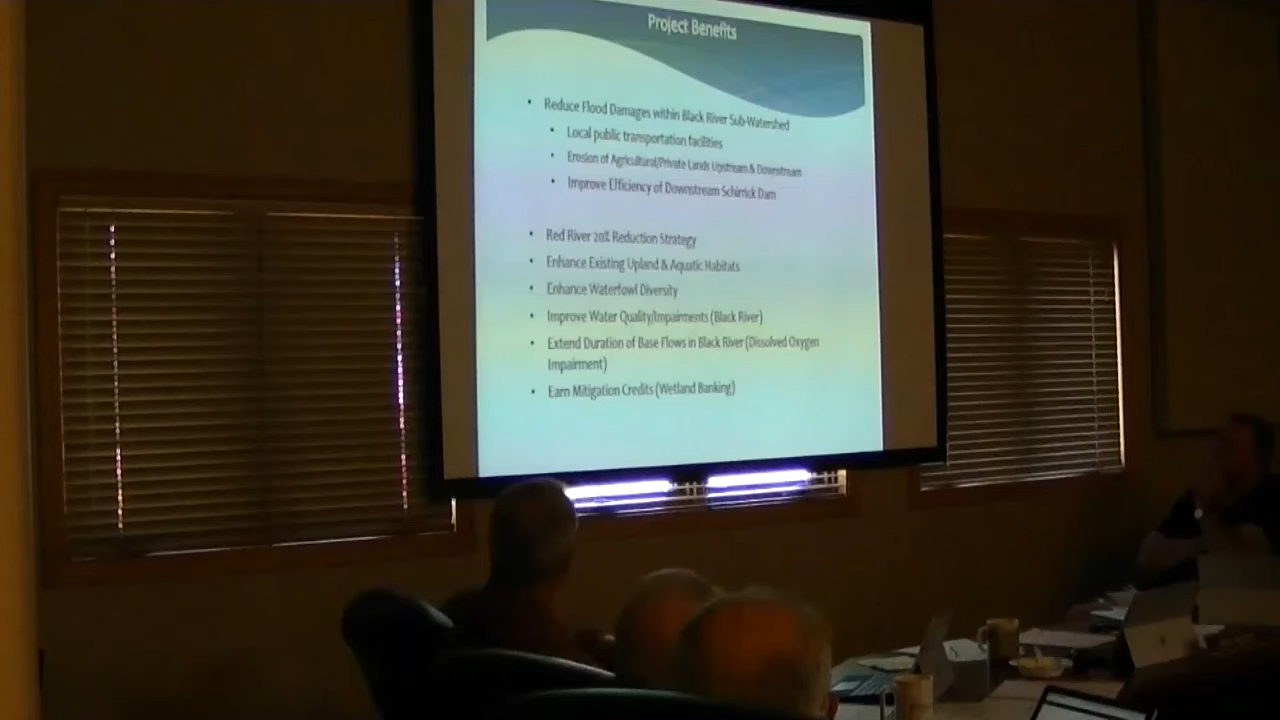 Project Benefits
• Reduce Flood Damages within Black River Sub-Watershed
• Local public transportation facilities
• Erosion of Agricultural/Private Lands Upstream & Downstream
• Improve Efficiency of Downstream Schirrick Dam
• Red River 20% Reduction Strategy
• Enhance Existing Upland & Aquatic Habitats
• Enhance Waterfowl Diversity
• Improve Water Quality/Impairments (Black River)
• Extend Duration of Base Flows in Black River (Dissolved Oxygen
Impairment)
• Earn Mitigation Credits (Wetland Banking)